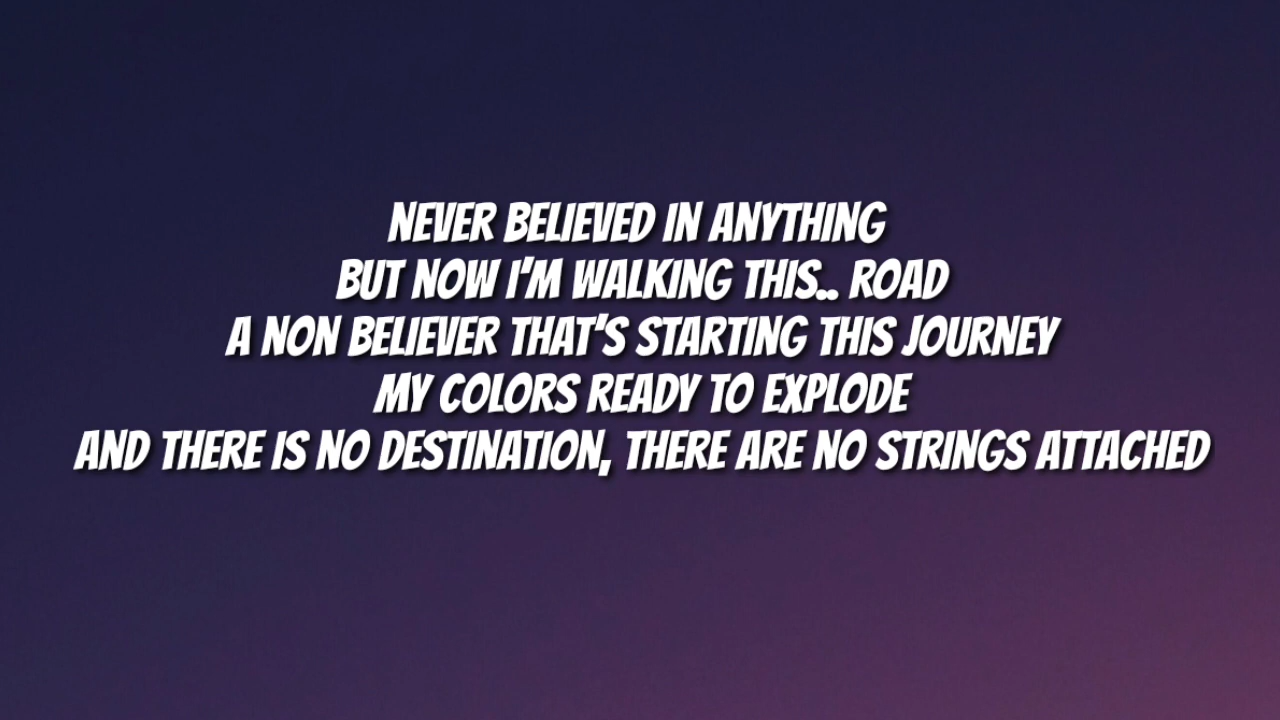 NEVER BELIEVED IN ANYTHING
BUT NOW I'M WALKING THIS.. ROAD
A NON BELIEVER THAT'S STARTING THIS JOURNEY
MY COLORS READY TO EXPLODE
AND THERE IS NO DESTINATION, THERE ARE NO STRINGS ATTACHED